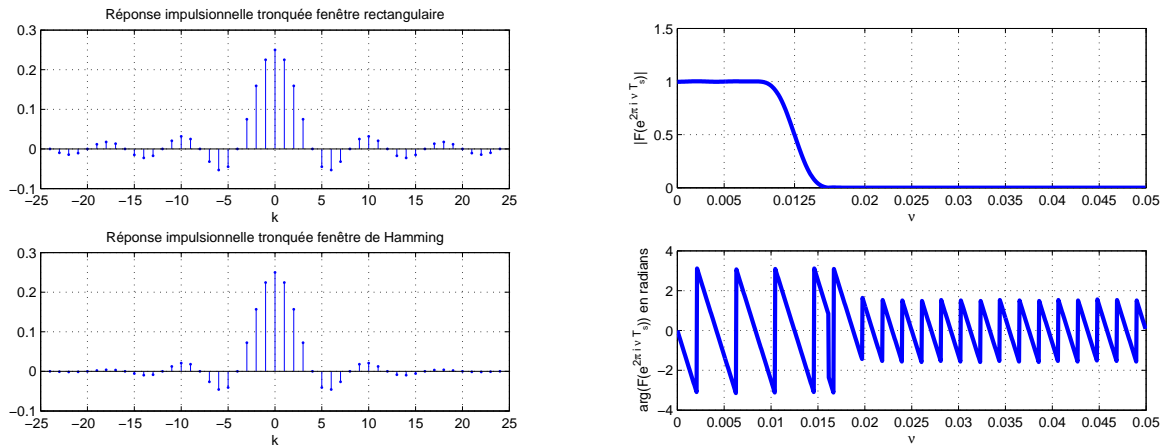 Réponse impulsionnelle tronquée fenêtre rectangulaire
0.3
0.2
0.1
0
−0.1
−25 −20 −15 −10 −5 0 5 10 15 20 25
k
Réponse impulsionnelle tronquée fenêtre de Hamming
0.3
0.2
0.1
0
−0.1
−25 −20 −15 −10 −5 0 5 10 15 20 25
k
|F(e^{2π i ν T_s})|
1.5
1
0.5
0
0 0.005 0.0125 0.02 0.025 0.03 0.035 0.04 0.045 0.05
ν
arg(F(e^{2π i ν T_s})) en radians
4
2
0
−2
−4
0 0.005 0.01 0.015 0.02 0.025 0.03 0.035 0.04 0.045 0.05
ν